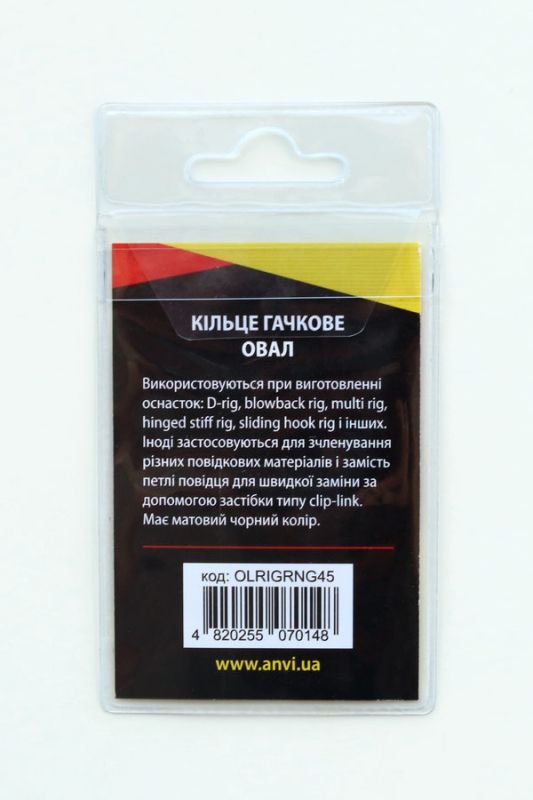 КІЛЬЦЕ ГАЧКОВЕ
ОВАЛ
Використовуються при виготовленні
оснасток: D-rig, blowback rig, multi rig,
hinged stiff rig, sliding hook rig і інших.
Іноді застосовуються для зчленування
різних повідкових матеріалів і замість
петлі повідця для швидкої заміни за
допомогою застібки типу clip-link.
Має матовий чорний колір.
код: OLRIGRNG45
4 820255 070148
www.anvi.ua